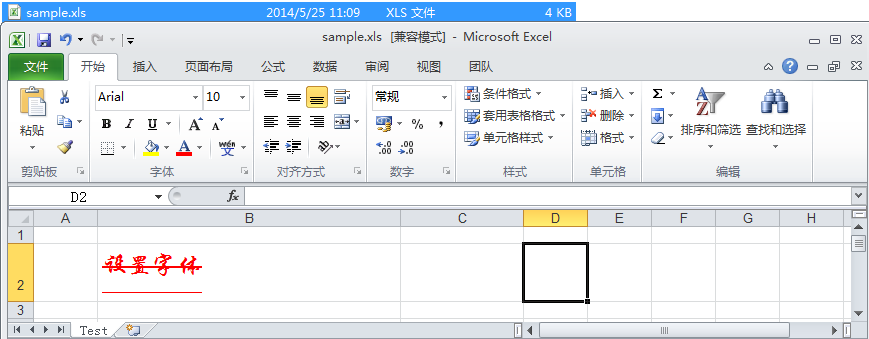 sample.xls 2014/5/25 11:09 XLS 文件 4 KB
sample.xls [兼容模式] - Microsoft Excel
文件 开始 插入 页面布局 公式 数据 审阅 视图 团队
粘贴 Arial 10 常规 条件格式 插入 Σ
B I U A A % , 套用表格格式 删除 排序和筛选 查找和选择
A wén 文 .00 .0 单元格样式 格式
剪贴板 字体 对齐方式 数字 样式 单元格 编辑
D2 fx
A B C D E F G H
1
2 设置字体
3
Test